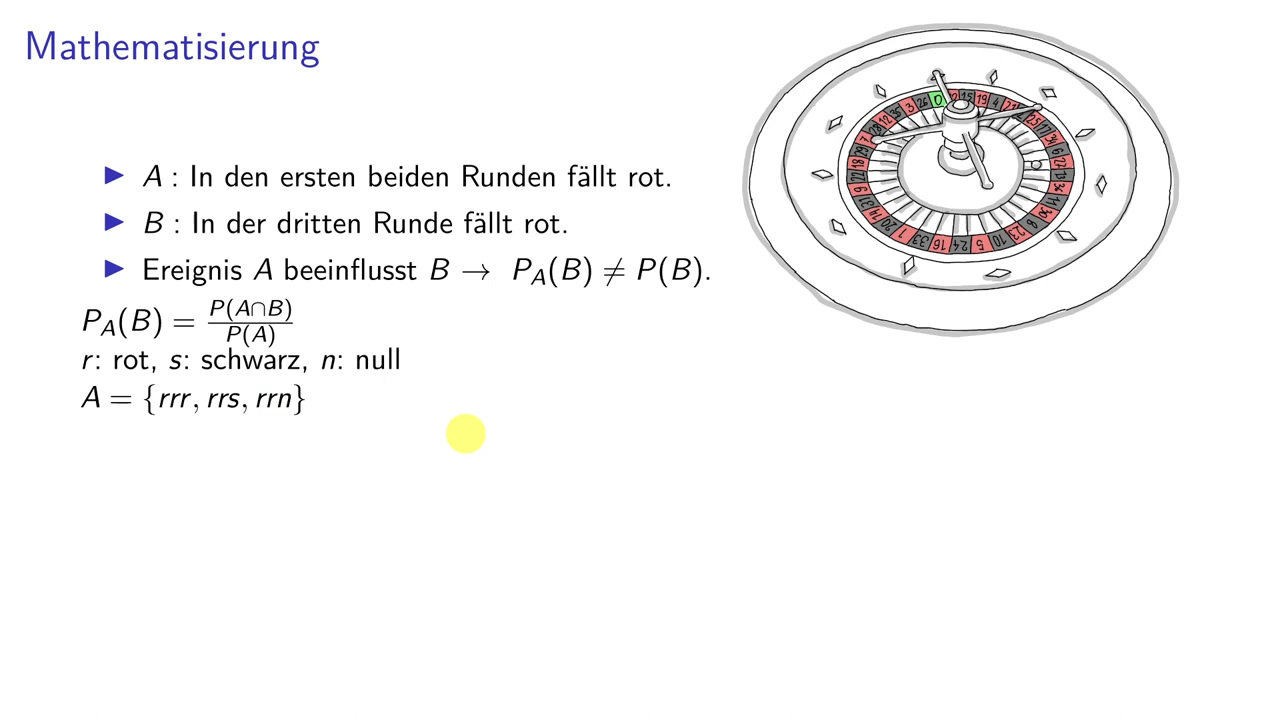 Mathematisierung
▶ A : In den ersten beiden Runden fällt rot.
▶ B : In der dritten Runde fällt rot.
▶ Ereignis A beeinflusst B → P_A(B) ≠ P(B).
P_A(B) = P(A∩B) / P(A)
r: rot, s: schwarz, n: null
A = {rrr, rrs, rrn}